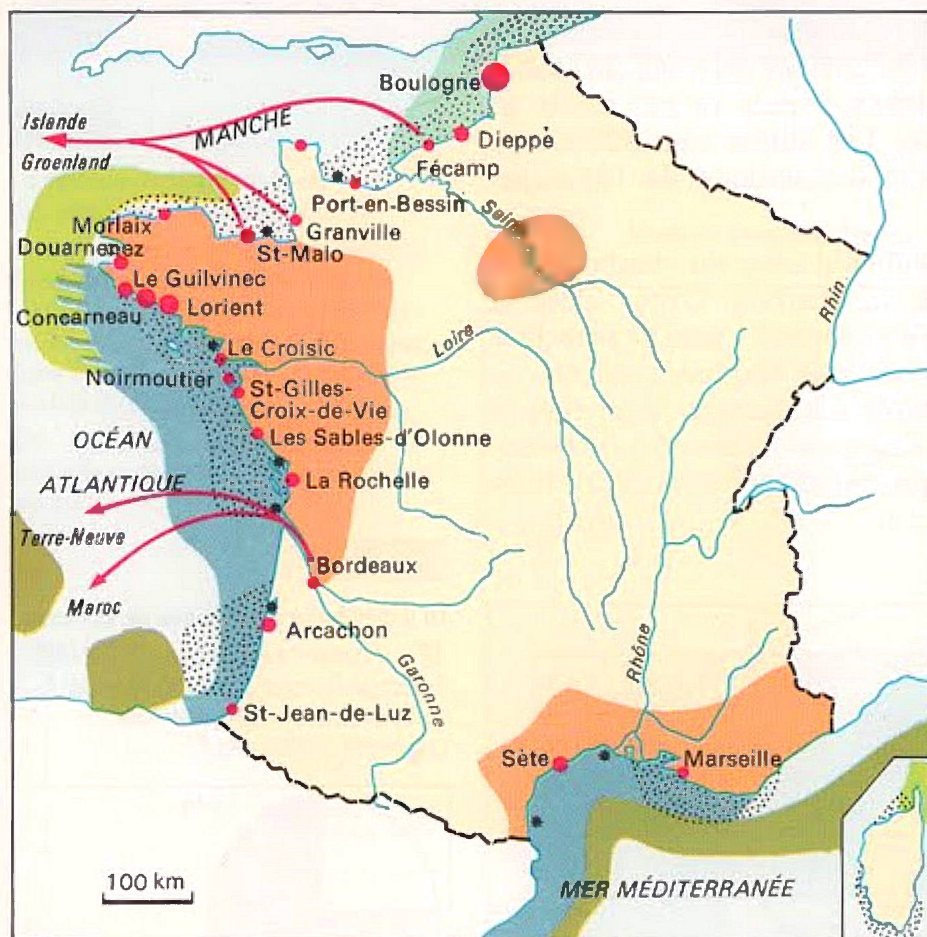 Boulogne
MANCHE
Islande
Groenland
Dieppe
Fécamp
Port-en-Bessin
Seine
Granville
Morlaix
Douarnenez
St-Malo
Le Guilvinec
Lorient
Concarneau
Rhin
Loire
Le Croisic
Noirmoutier
St-Gilles-
Croix-de-Vie
OCÉAN
Les Sables-d'Olonne
ATLANTIQUE
La Rochelle
Terre-Neuve
Bordeaux
Maroc
Arcachon
Garonne
Rhône
St-Jean-de-Luz
Sète
Marseille
100 km
MER MÉDITERRANÉE